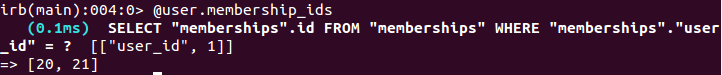 irb(main):004:0> @user.membership_ids
   (0.1ms)  SELECT "memberships".id FROM "memberships" WHERE "memberships"."user
_id" = ?  [["user_id", 1]]
=> [20, 21]